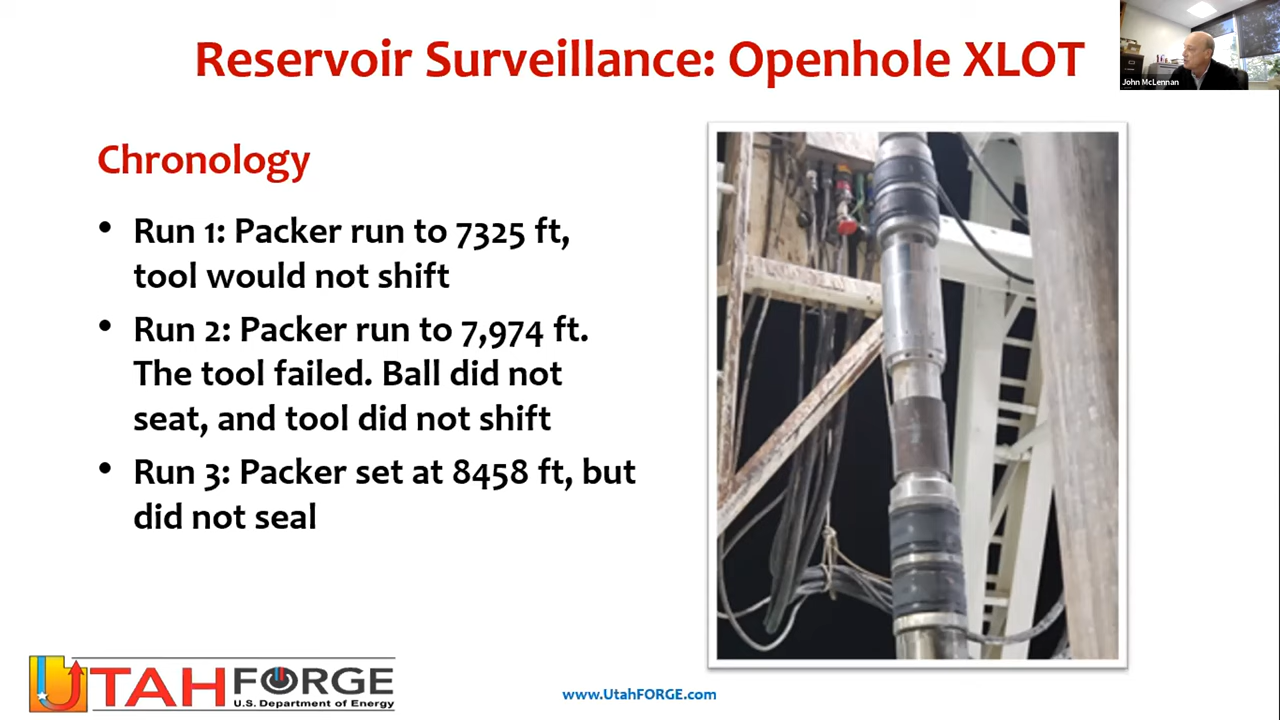 Reservoir Surveillance: Openhole XLOT
John McLennan
Chronology
• Run 1: Packer run to 7325 ft,
tool would not shift
• Run 2: Packer run to 7,974 ft.
The tool failed. Ball did not
seat, and tool did not shift
• Run 3: Packer set at 8458 ft, but
did not seal
UTAH FORGE
U.S. Department of Energy
www.UtahFORGE.com